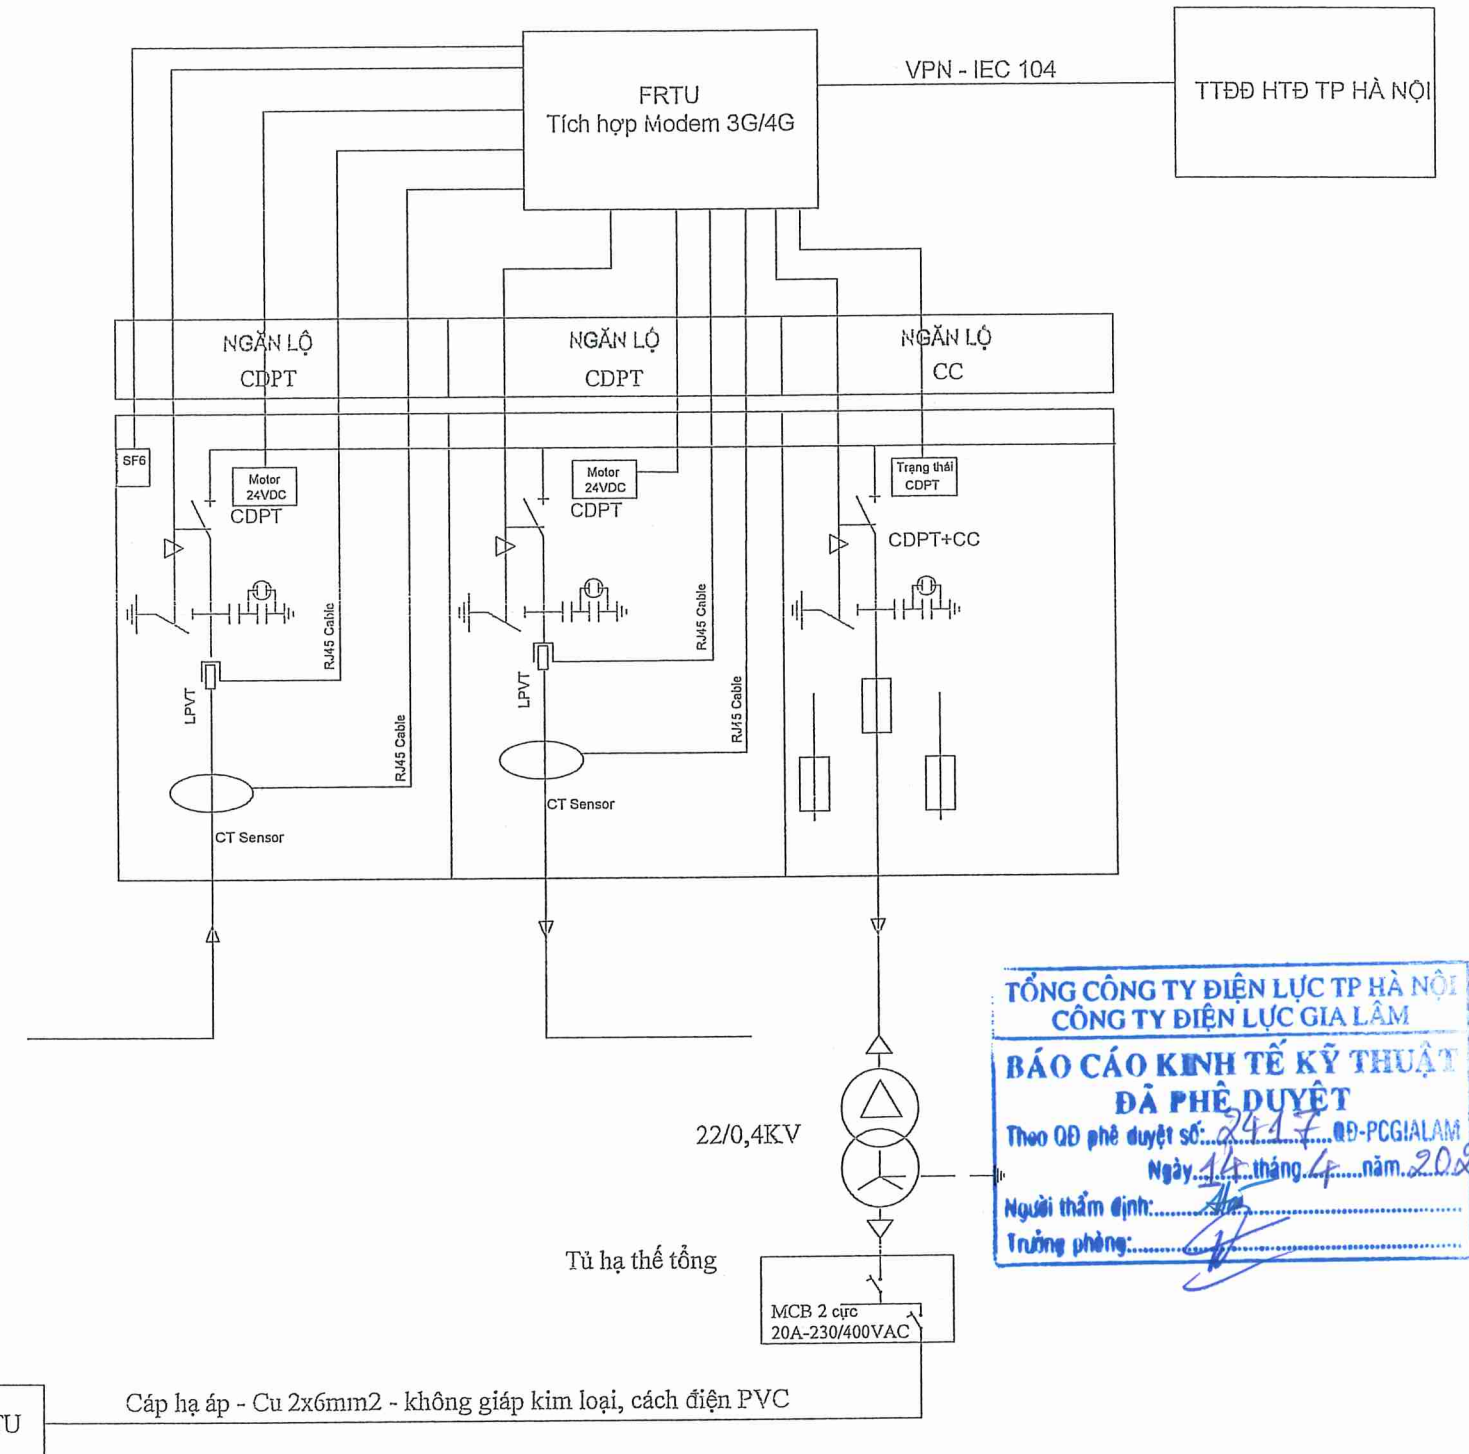 FRTU
Tích hợp Modem 3G/4G
VPN - IEC 104
TTĐĐ HTĐ TP HÀ NỘI
NGĂN LỘ
CDPT
NGĂN LỘ
CDPT
NGĂN LỘ
CC
SF6
Motor
24VDC
CDPT
Motor
24VDC
CDPT
Trạng thái
CDPT
CDPT+CC
RJ45 Cable
RJ45 Cable
LPVT
LPVT
RJ45 Cable
RJ45 Cable
CT Sensor
CT Sensor
TỔNG CÔNG TY ĐIỆN LỰC TP HÀ NỘI
CÔNG TY ĐIỆN LỰC GIA LÂM
BÁO CÁO KINH TẾ KỸ THUẬT
ĐÃ PHÊ DUYỆT
Theo QĐ phê duyệt số: 2417 QĐ-PCGIALAM
Ngày 14 tháng 4 năm 202
Người thẩm định:
Trưởng phòng:
22/0,4KV
Tủ hạ thế tổng
MCB 2 cực
20A-230/400VAC
Cáp hạ áp - Cu 2x6mm2 - không giáp kim loại, cách điện PVC
TU